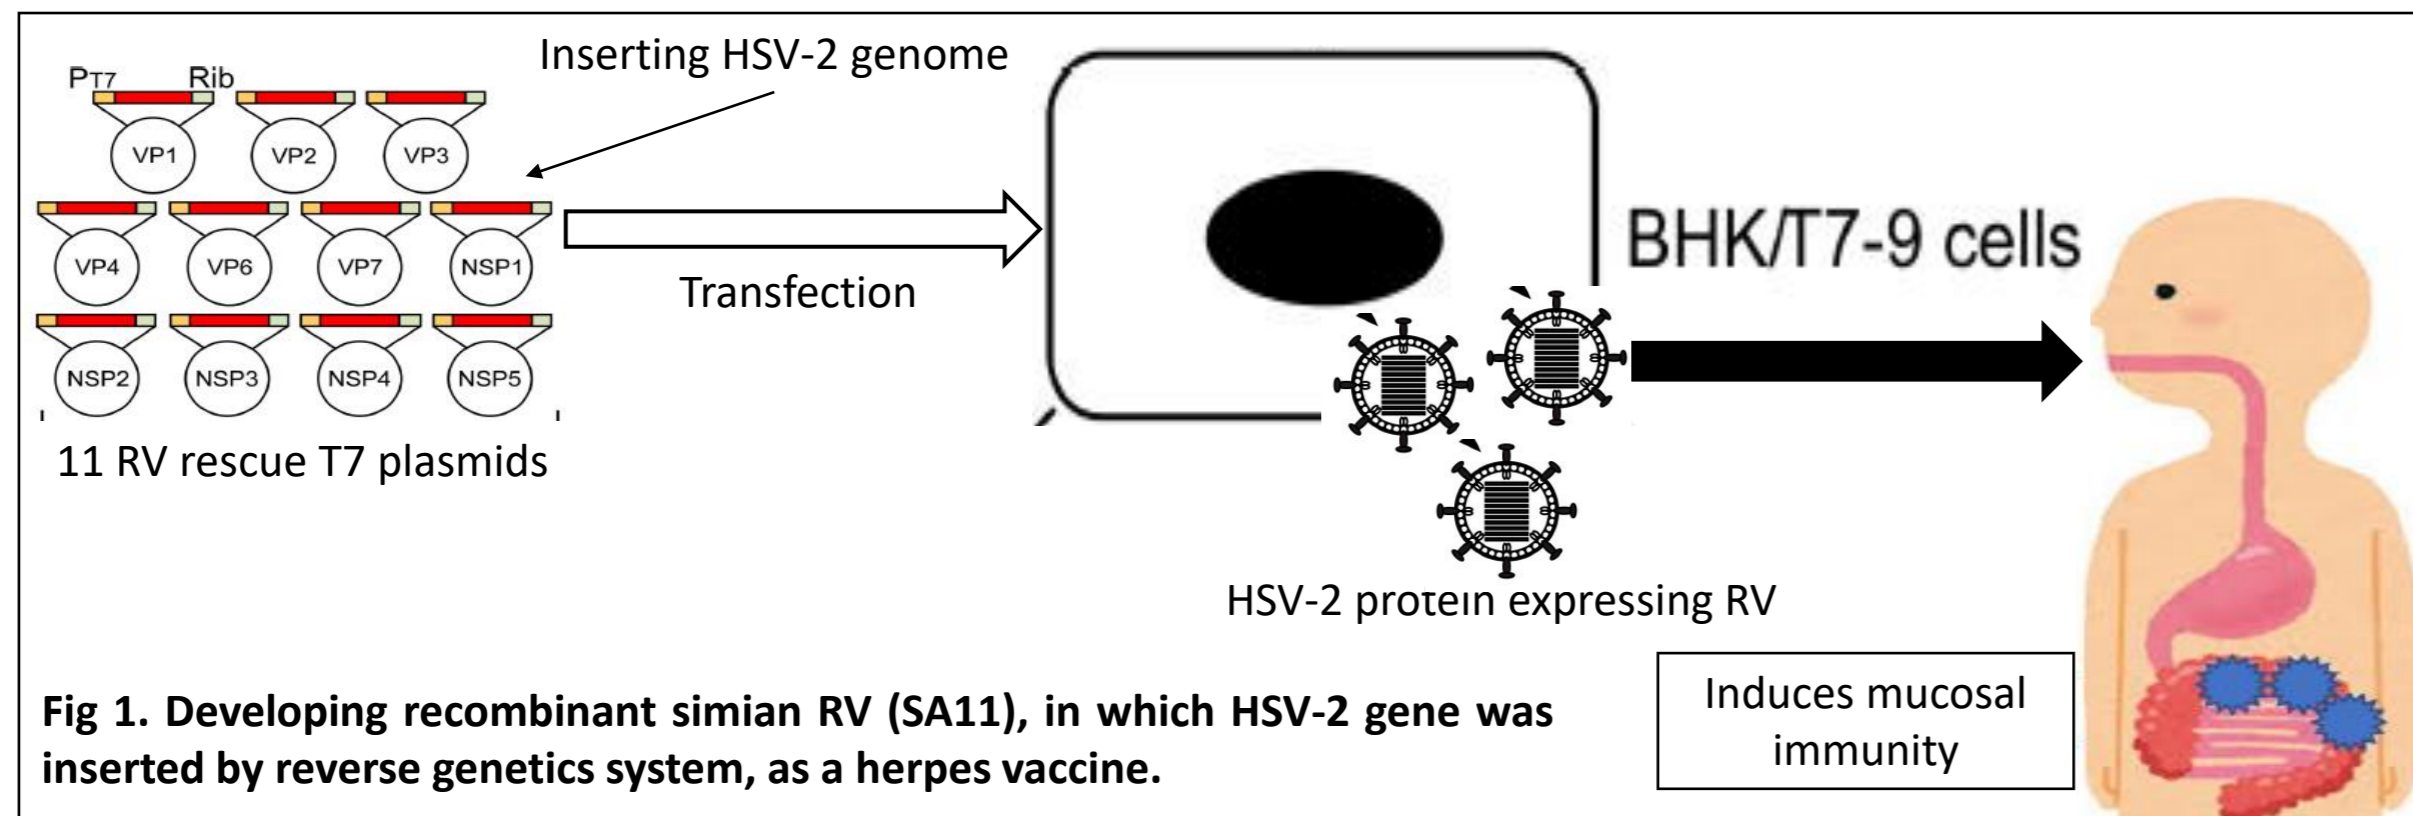 Inserting HSV-2 genome
PT7 Rib
VP1 VP2 VP3
VP4 VP6 VP7 NSP1
NSP2 NSP3 NSP4 NSP5
11 RV rescue T7 plasmids
Transfection
BHK/T7-9 cells
HSV-2 protein expressing RV
Induces mucosal
immunity
Fig 1. Developing recombinant simian RV (SA11), in which HSV-2 gene was
inserted by reverse genetics system, as a herpes vaccine.